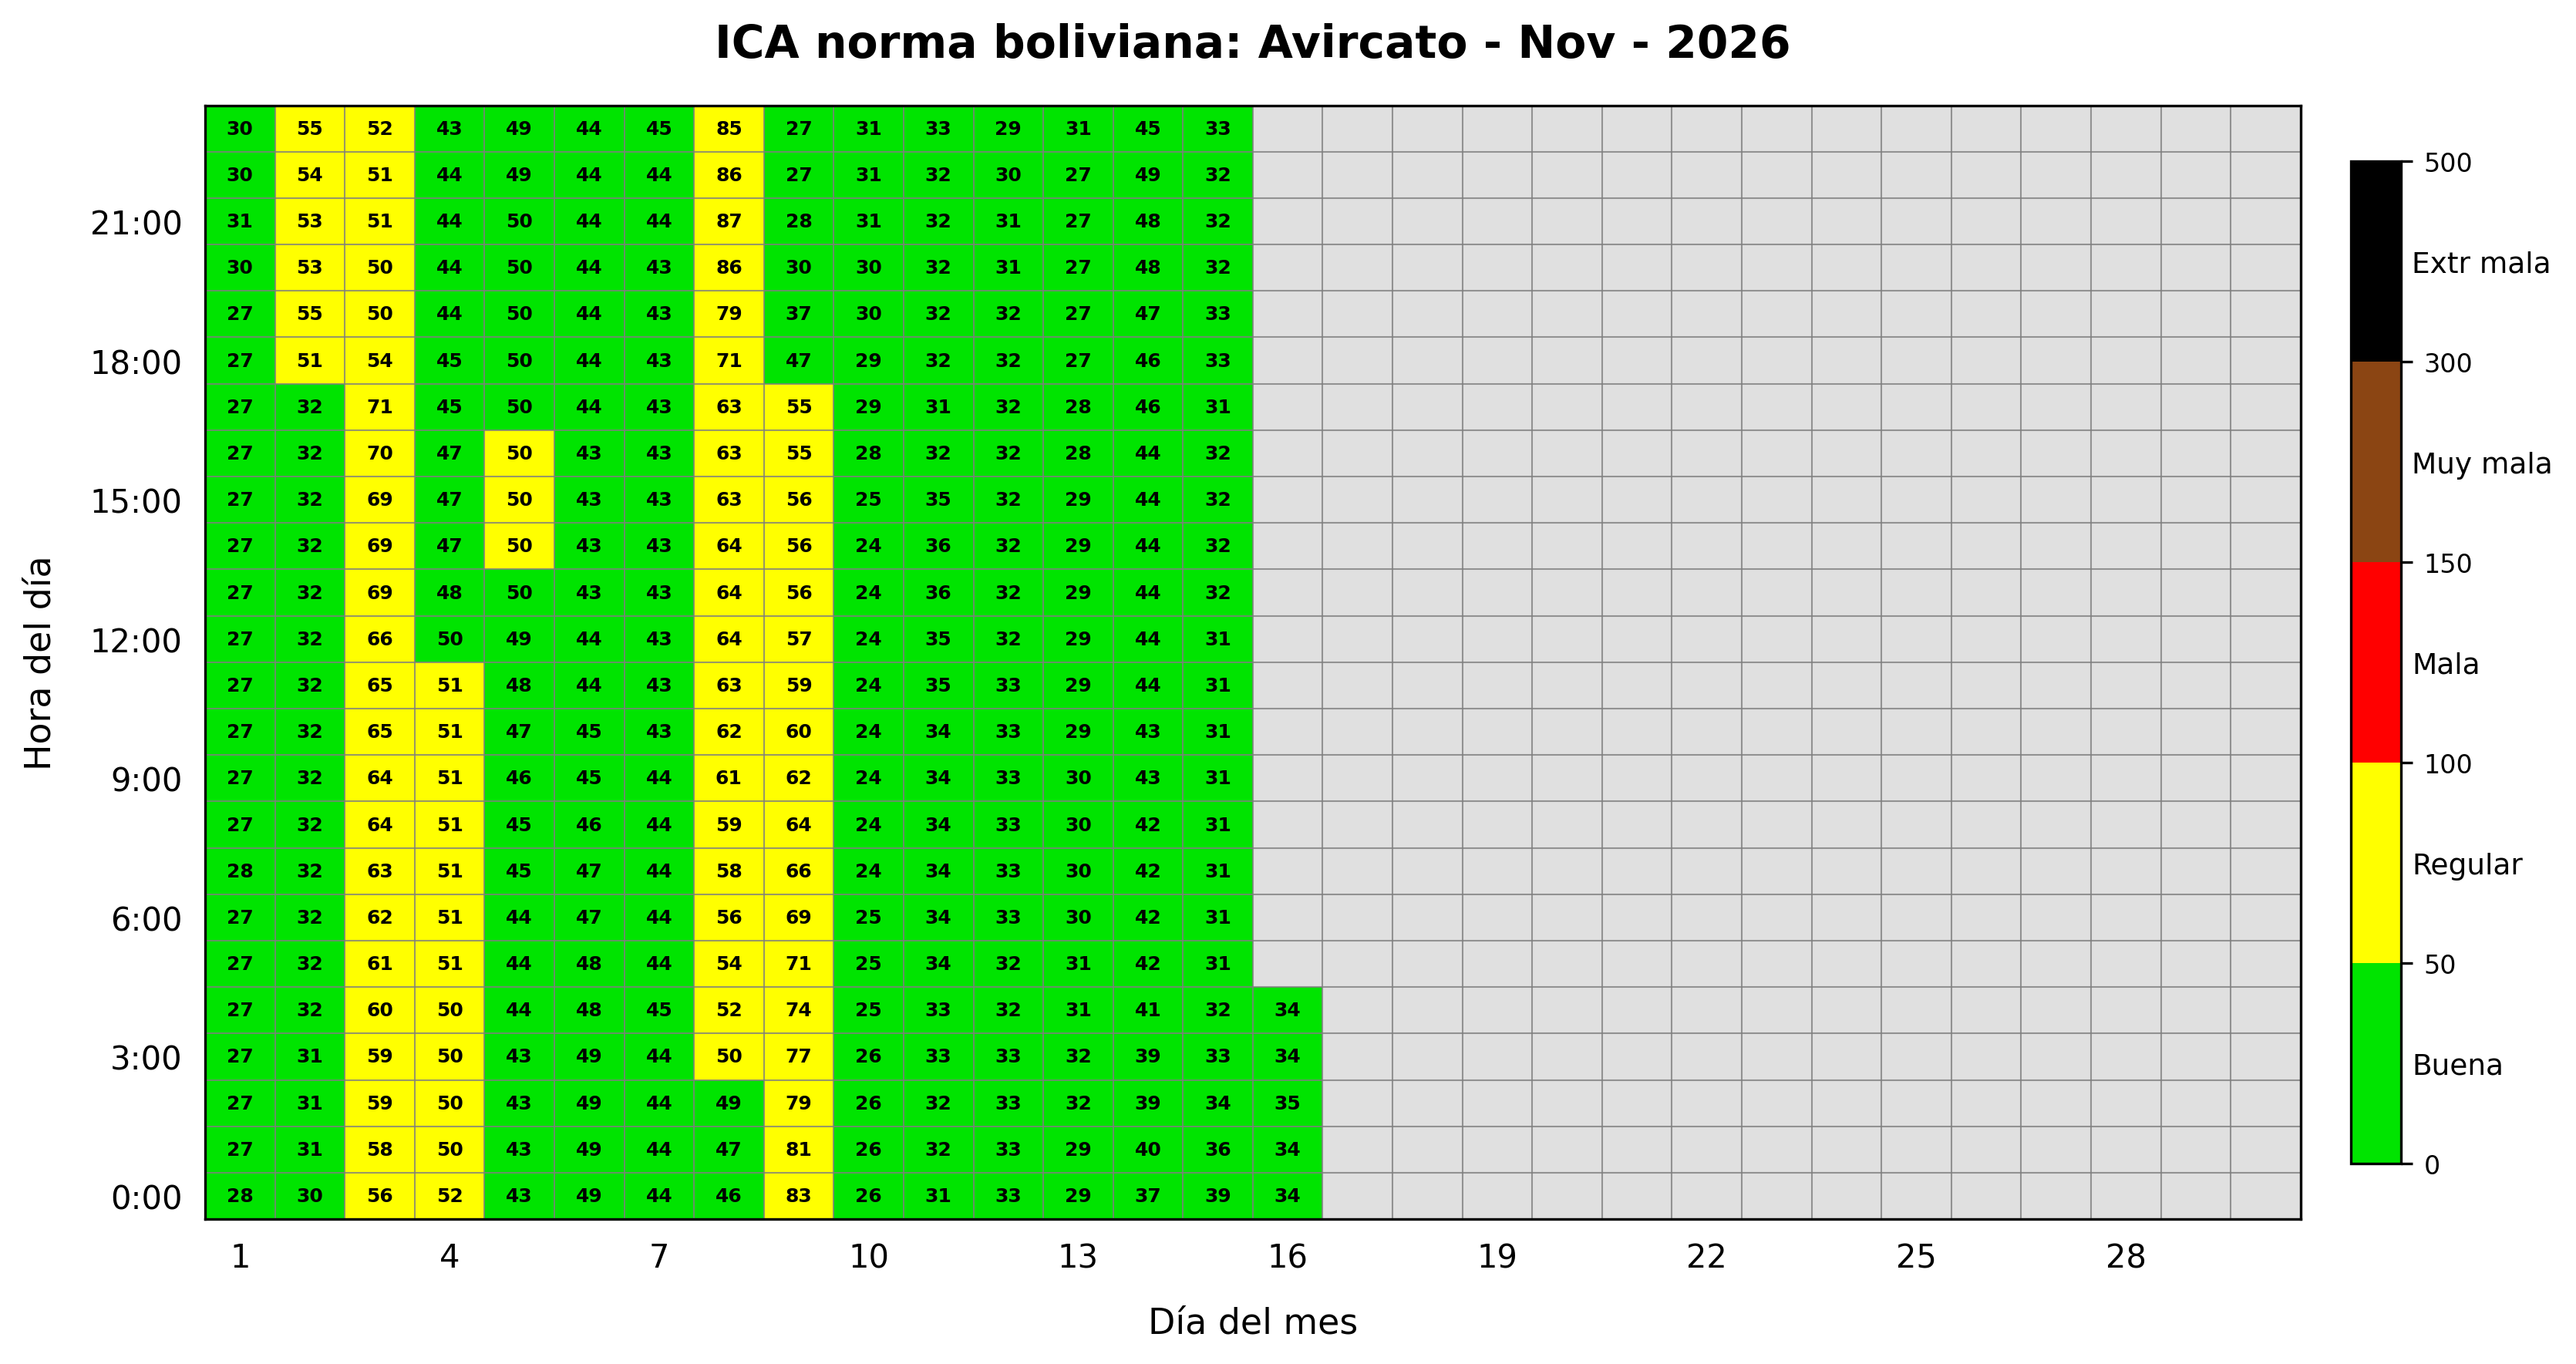 ICA norma boliviana: Avircato - Nov - 2026
30 55 52 43 49 44 45 85 27 31 33 29 31 45 33
30 54 51 44 49 44 44 86 27 31 32 30 27 49 32
21:00 31 53 51 44 50 44 44 87 28 31 32 31 27 48 32
30 53 50 44 50 44 43 86 30 30 32 31 27 48 32
27 55 50 44 50 44 43 79 37 30 32 32 27 47 33
18:00 27 51 54 45 50 44 43 71 47 29 32 32 27 46 33
27 32 71 45 50 44 43 63 55 29 31 32 28 46 31
27 32 70 47 50 43 43 63 55 28 32 32 28 44 32
15:00 27 32 69 47 50 43 43 63 56 25 35 32 29 44 32
27 32 69 47 50 43 43 64 56 24 36 32 29 44 32
27 32 69 48 50 43 43 64 56 24 36 32 29 44 32
12:00 27 32 66 50 49 44 43 64 57 24 35 32 29 44 31
27 32 65 51 48 44 43 63 59 24 35 33 29 44 31
27 32 65 51 47 45 43 62 60 24 34 33 29 43 31
9:00 27 32 64 51 46 45 44 61 62 24 34 33 30 43 31
27 32 64 51 45 46 44 59 64 24 34 33 30 42 31
28 32 63 51 45 47 44 58 66 24 34 33 30 42 31
6:00 27 32 62 51 44 47 44 56 69 25 34 33 30 42 31
27 32 61 51 44 48 44 54 71 25 34 32 31 42 31
27 32 60 50 44 48 45 52 74 25 33 32 31 41 32 34
3:00 27 31 59 50 43 49 44 50 77 26 33 33 32 39 33 34
27 31 59 50 43 49 44 49 79 26 32 33 32 39 34 35
27 31 58 50 43 49 44 47 81 26 32 33 29 40 36 34
0:00 28 30 56 52 43 49 44 46 83 26 31 33 29 37 39 34
1 4 7 10 13 16 19 22 25 28
Día del mes
Hora del día
500
Extr mala
300
Muy mala
150
Mala
100
Regular
50
Buena
0